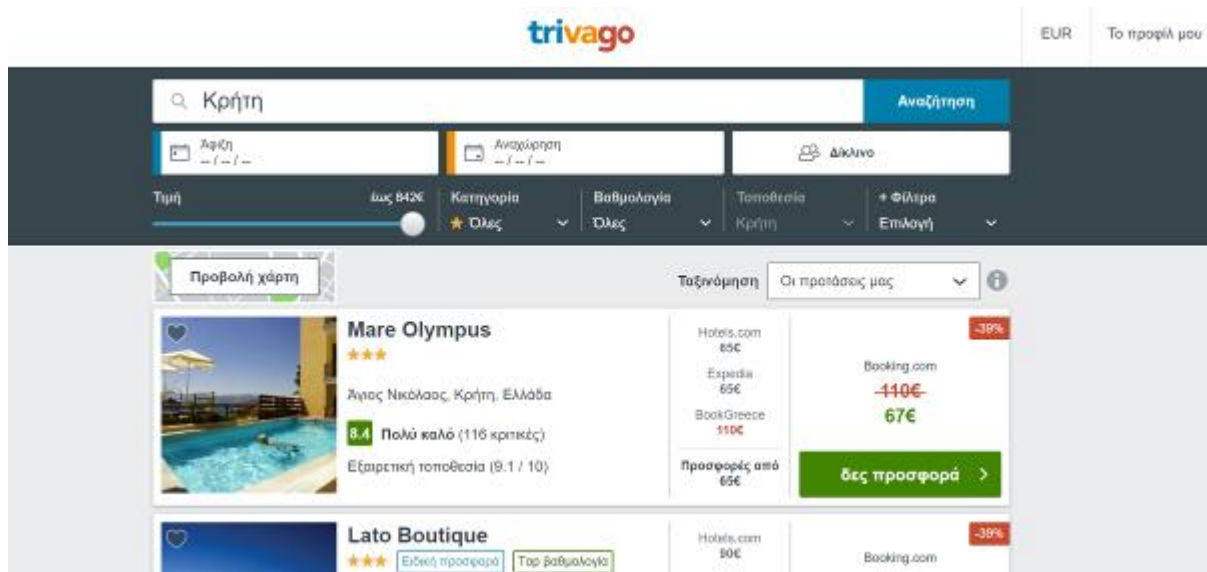 trivago
EUR
Το προφίλ μου
Κρήτη
Αναζήτηση
Άφιξη
-- / -- / --
Αναχώρηση
-- / -- / --
Δίκλινο
Τιμή
έως 842€
Κατηγορία
Όλες
Βαθμολογία
Όλες
Τοποθεσία
Κρήτη
+ Φίλτρα
Επιλογή
Προβολή χάρτη
Ταξινόμηση
Οι προτάσεις μας
Mare Olympus
Άγιος Νικόλαος, Κρήτη, Ελλάδα
8.4 Πολύ καλό (116 κριτικές)
Εξαιρετική τοποθεσία (9.1 / 10)
Hotels.com
65€
Expedia
65€
BookGreece
110€
Προσφορές από
65€
-39%
Booking.com
110€
67€
δες προσφορά
Lato Boutique
Ειδική προσφορά
Top βαθμολογία
Hotels.com
90€
-39%
Booking.com